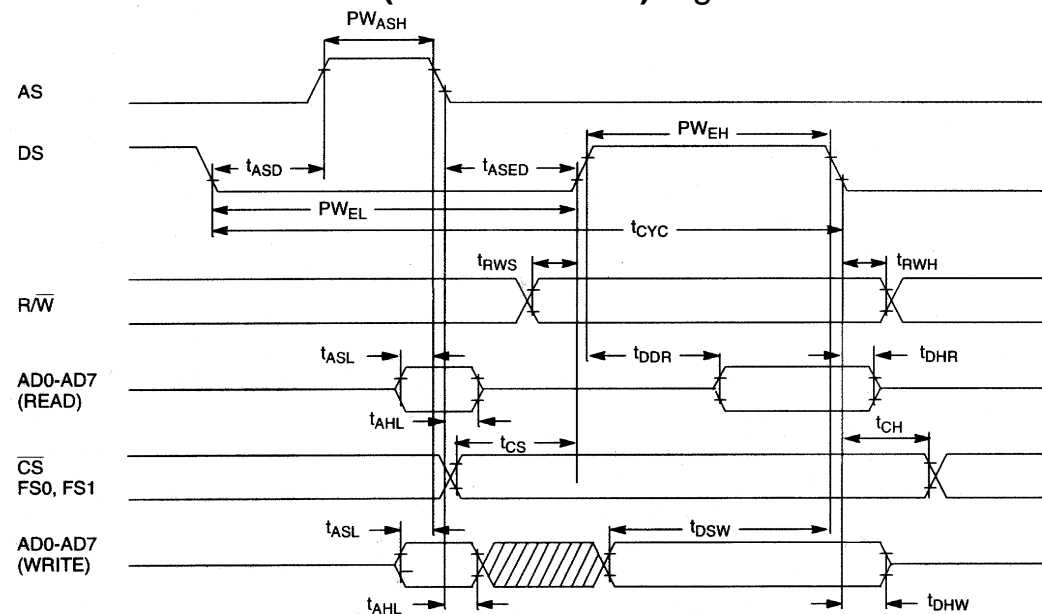 PWASH
AS
DS
PWEH
tASD
tASED
PWEL
tCYC
tRWS
tRWH
R/W̅
tASL
tDDR
tDHR
AD0-AD7
(READ)
tAHL
tCS
tCH
C̅S̅
FS0, FS1
tASL
tDSW
AD0-AD7
(WRITE)
tAHL
tDHW